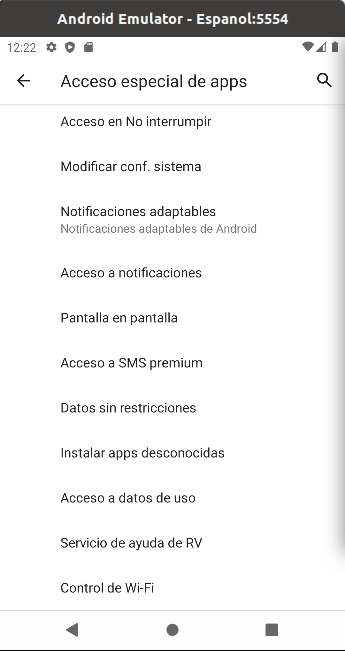 Android Emulator - Espanol:5554
12:22
Acceso especial de apps
Acceso en No interrumpir
Modificar conf. sistema
Notificaciones adaptables
Notificaciones adaptables de Android
Acceso a notificaciones
Pantalla en pantalla
Acceso a SMS premium
Datos sin restricciones
Instalar apps desconocidas
Acceso a datos de uso
Servicio de ayuda de RV
Control de Wi-Fi